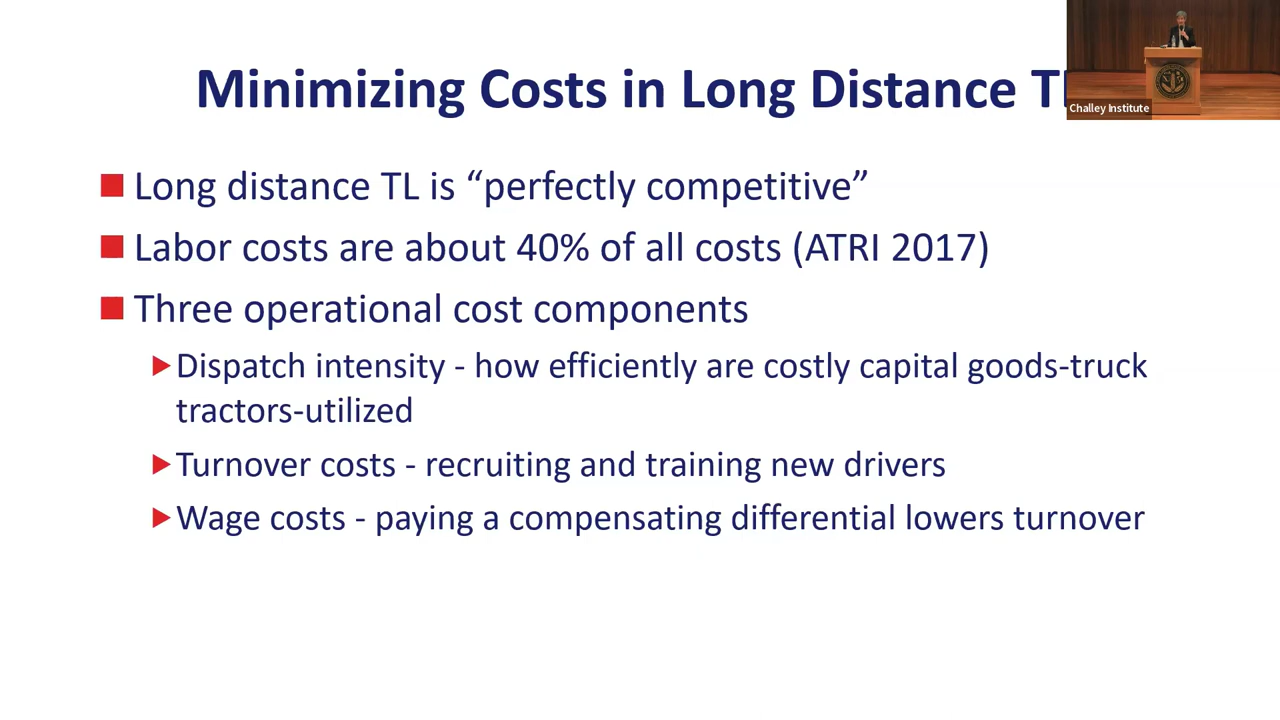 Minimizing Costs in Long Distance
Challey Institute
Long distance TL is “perfectly competitive”
Labor costs are about 40% of all costs (ATRI 2017)
Three operational cost components
Dispatch intensity - how efficiently are costly capital goods-truck
tractors-utilized
Turnover costs - recruiting and training new drivers
Wage costs - paying a compensating differential lowers turnover